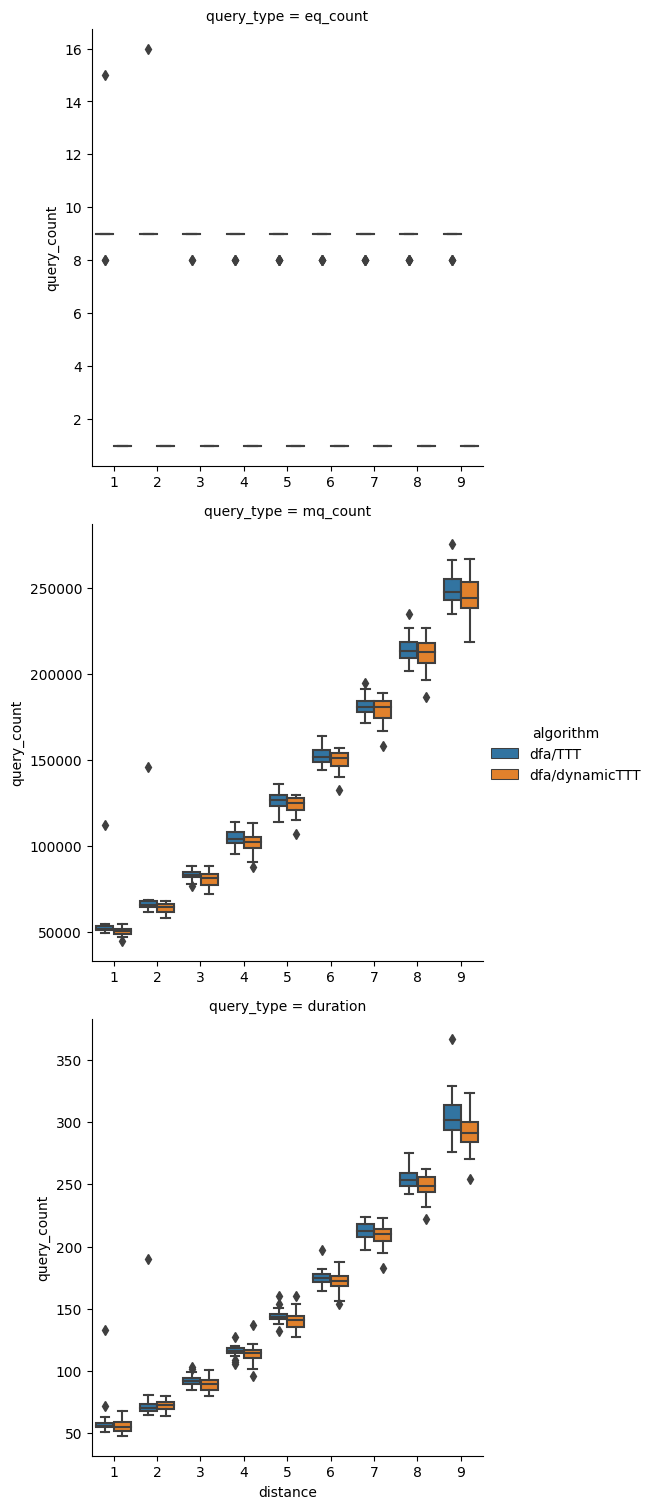 query_type = eq_count
16
14
12
10
8
6
4
2
query_count
1 2 3 4 5 6 7 8 9
query_type = mq_count
250000
200000
150000
100000
50000
query_count
1 2 3 4 5 6 7 8 9
algorithm
dfa/TTT
dfa/dynamicTTT
query_type = duration
350
300
250
200
150
100
50
query_count
1 2 3 4 5 6 7 8 9
distance